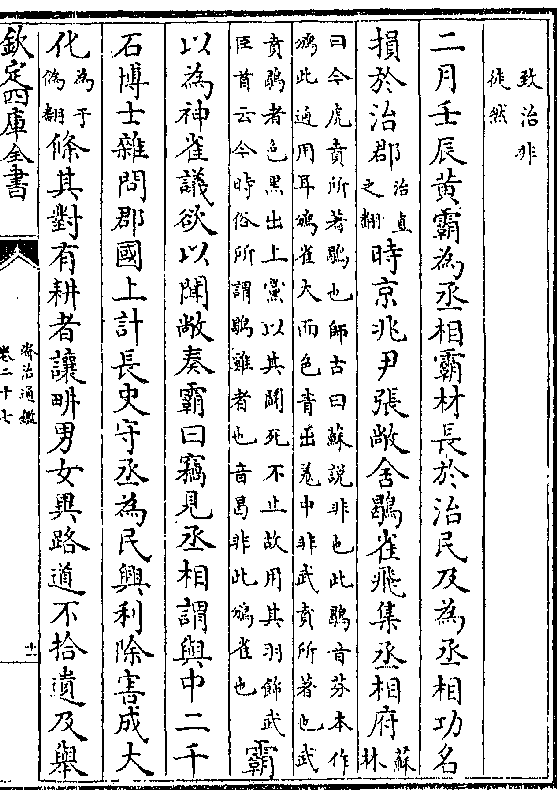 致治非
徒然
二月壬辰黄霸為丞相霸材長於治民及為丞相功名
損於治郡治直之翻時京兆尹張敞舍鶡雀飛集丞相府蘇林
曰今虎賁所著鶡也師古曰蘇説非也此鶡音芬本作
鳻此通用耳鳻雀大而色青出羗中非武賁所著也武
賁鶡者色黒出上黨以其鬪死不止故用其羽飾武
臣首云今時俗所謂鶡雞者也音曷非此鳻雀也霸
以為神雀議欲以聞敞奏霸曰竊見丞相請與中二千
石博士雜問郡國上計長史守丞為民興利除害成大
化為于偽翻條其對有耕者讓畔男女異路道不拾遺及舉
欽定四庫全書
資治通鑑
卷二十七
十一